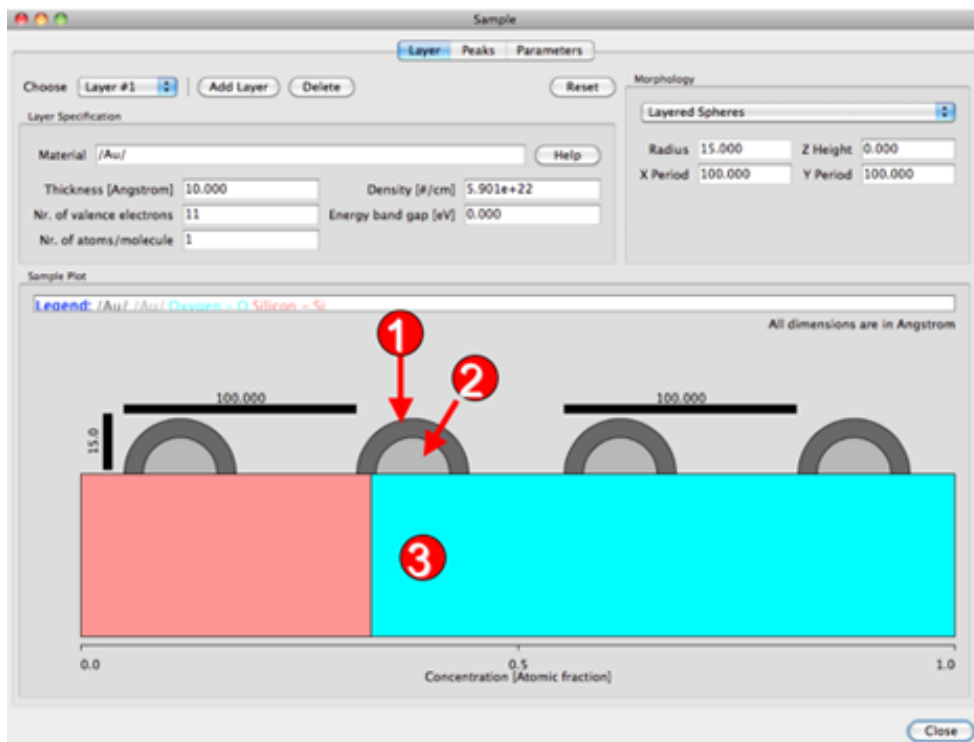 Sample
Layer Peaks Parameters
Choose Layer #1 Add Layer Delete Reset
Layer Specification
Material /Au/ Help
Thickness [Angstrom] 10.000 Density [#/cm] 5.901e+22
Nr. of valence electrons 11 Energy band gap [eV] 0.000
Nr. of atoms/molecule 1
Morphology
Layered Spheres
Radius 15.000 Z Height 0.000
X Period 100.000 Y Period 100.000
Sample Plot
Legend: /Au/ /Au/ Oxygen - O Silicon - Si
All dimensions are in Angstrom
1
2
100.000 100.000
15.0
3
0.0 0.5 1.0
Concentration [Atomic fraction]
Close